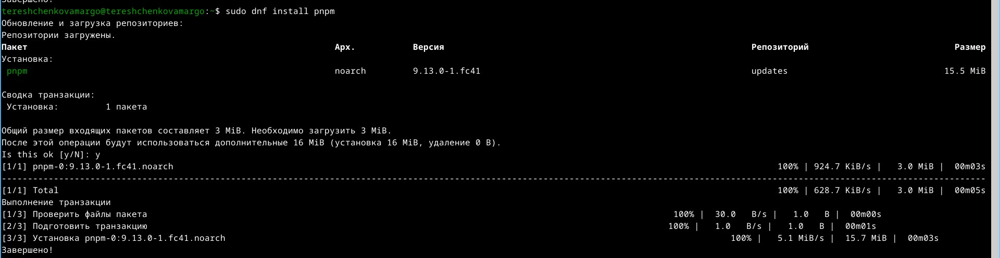 Завершено!
tereshchenkovamargo@tereshchenkovamargo:~$ sudo dnf install pnpm
Обновление и загрузка репозиториев:
Репозитории загружены.
Пакет Арх. Версия Репозиторий Размер
Установка:
pnpm noarch 9.13.0-1.fc41 updates 15.5 MiB
Сводка транзакции:
Установка: 1 пакета
Общий размер входящих пакетов составляет 3 MiB. Необходимо загрузить 3 MiB.
После этой операции будут использоваться дополнительные 16 MiB (установка 16 MiB, удаление 0 B).
Is this ok [y/N]: y
[1/1] pnpm-0:9.13.0-1.fc41.noarch 100% | 924.7 KiB/s | 3.0 MiB | 00m03s
--------------------------------------------------------------------------------
[1/1] Total 100% | 628.7 KiB/s | 3.0 MiB | 00m05s
Выполнение транзакции
[1/3] Проверить файлы пакета 100% | 30.0 B/s | 1.0 B | 00m00s
[2/3] Подготовить транзакцию 100% | 1.0 B/s | 1.0 B | 00m01s
[3/3] Установка pnpm-0:9.13.0-1.fc41.noarch 100% | 5.1 MiB/s | 15.7 MiB | 00m03s
Завершено!